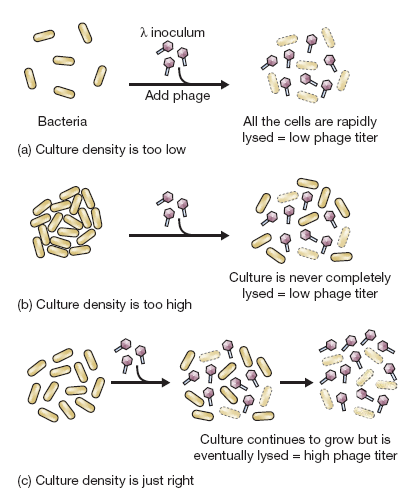 λ inoculum
Add phage
Bacteria
All the cells are rapidly
lysed = low phage titer
(a) Culture density is too low
Culture is never completely
lysed = low phage titer
(b) Culture density is too high
Culture continues to grow but is
eventually lysed = high phage titer
(c) Culture density is just right